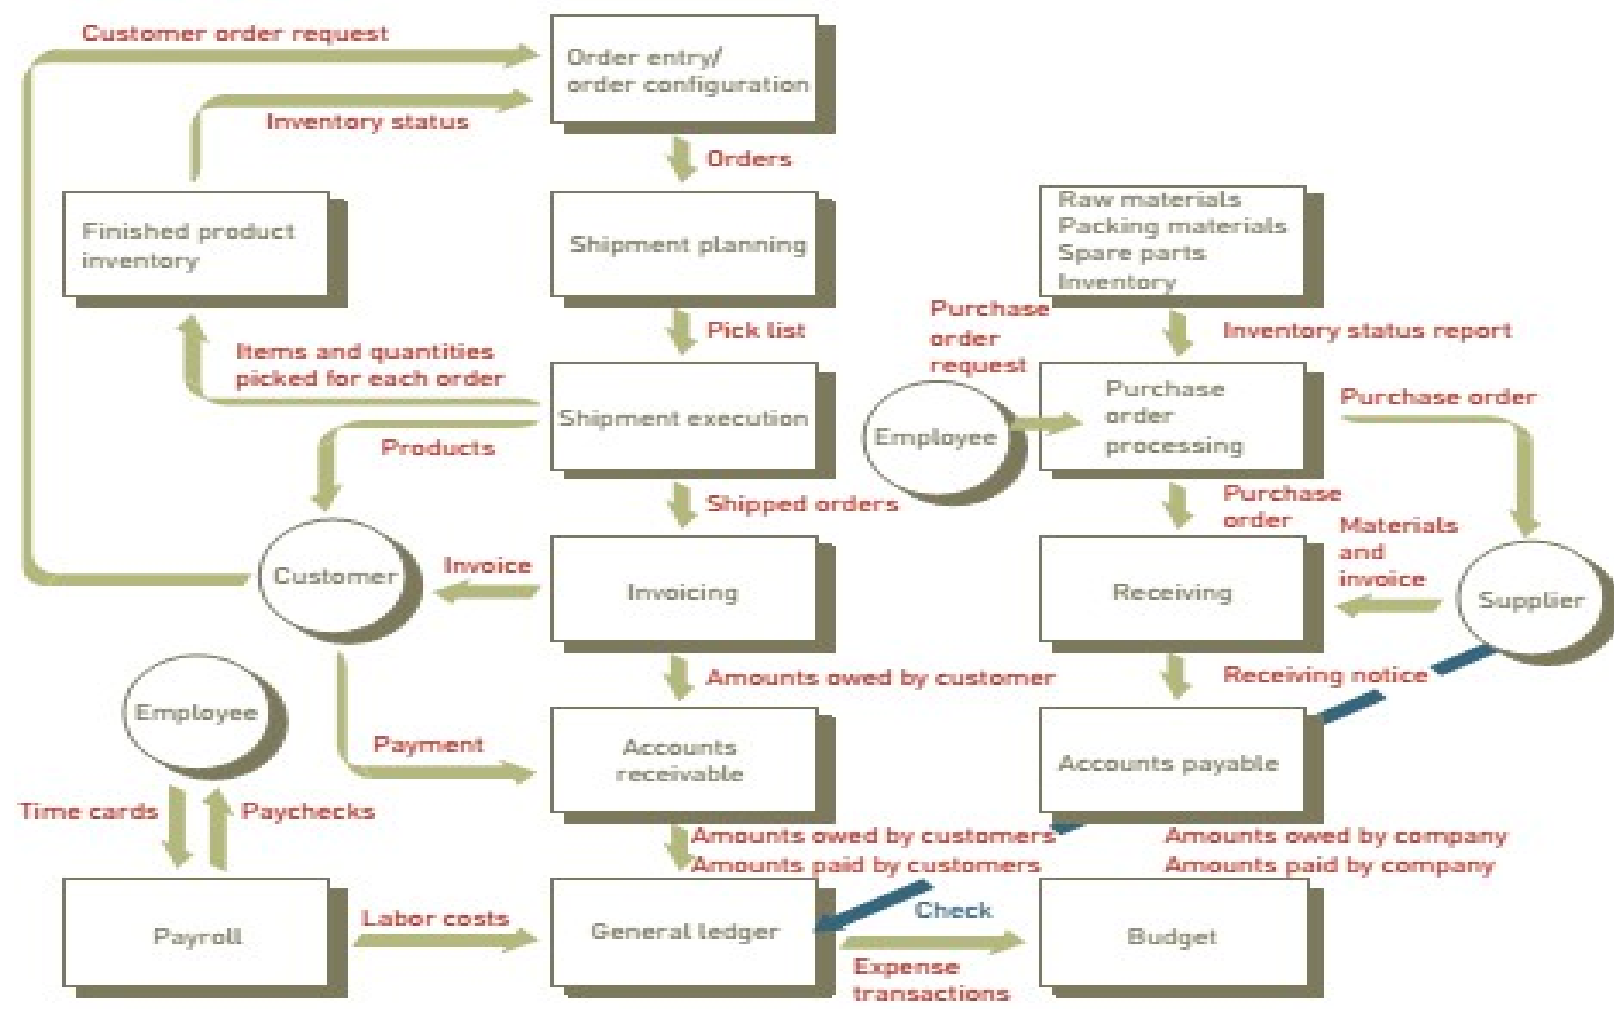 Customer order request
Order entry/
order configuration
Inventory status
Orders
Finished product
inventory
Shipment planning
Raw materials
Packing materials
Spare parts
Inventory
Pick list
Purchase
order
request
Inventory status report
Items and quantities
picked for each order
Shipment execution
Products
Employee
Purchase
order
processing
Purchase order
Shipped orders
Purchase
order
Materials
and
invoice
Customer
Invoice
Invoicing
Receiving
Supplier
Amounts owed by customer
Receiving notice
Employee
Payment
Accounts
receivable
Accounts payable
Time cards
Paychecks
Amounts owed by customers
Amounts paid by customers
Amounts owed by company
Amounts paid by company
Payroll
Labor costs
General ledger
Check
Expense
transactions
Budget